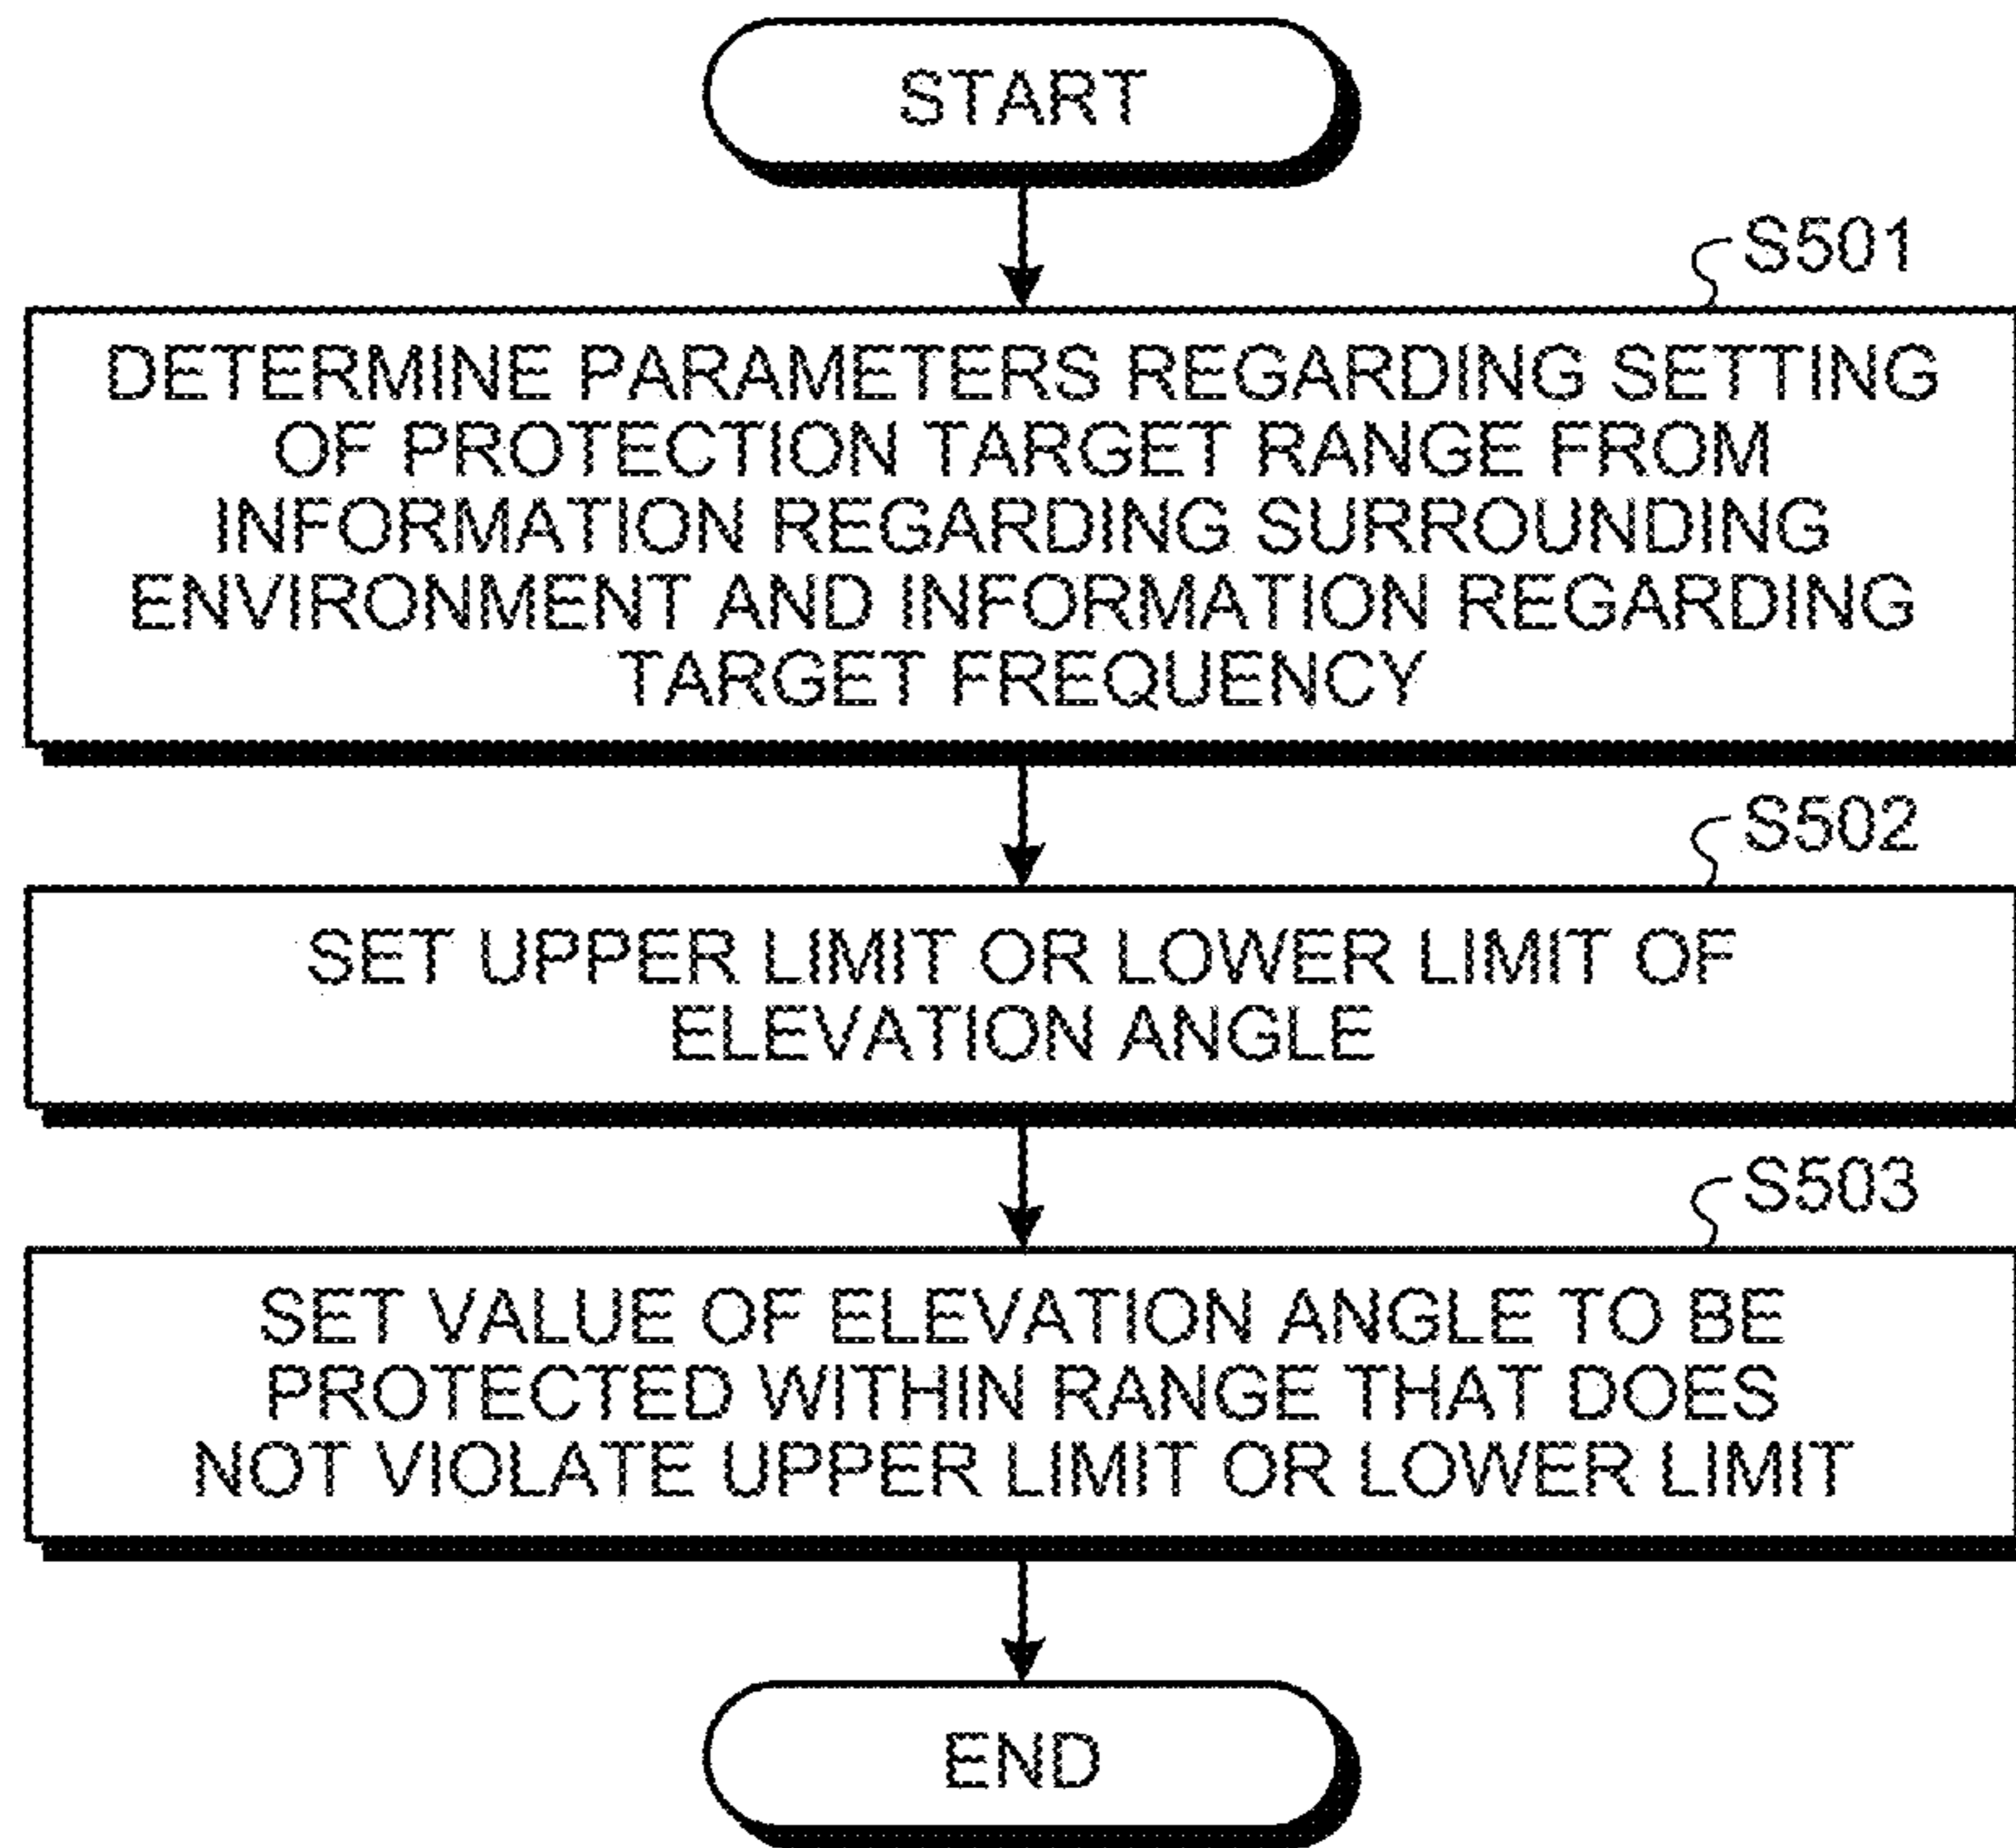 START
S501
DETERMINE PARAMETERS REGARDING SETTING
OF PROTECTION TARGET RANGE FROM
INFORMATION REGARDING SURROUNDING
ENVIRONMENT AND INFORMATION REGARDING
TARGET FREQUENCY
S502
SET UPPER LIMIT OR LOWER LIMIT OF
ELEVATION ANGLE
S503
SET VALUE OF ELEVATION ANGLE TO BE
PROTECTED WITHIN RANGE THAT DOES
NOT VIOLATE UPPER LIMIT OR LOWER LIMIT
END